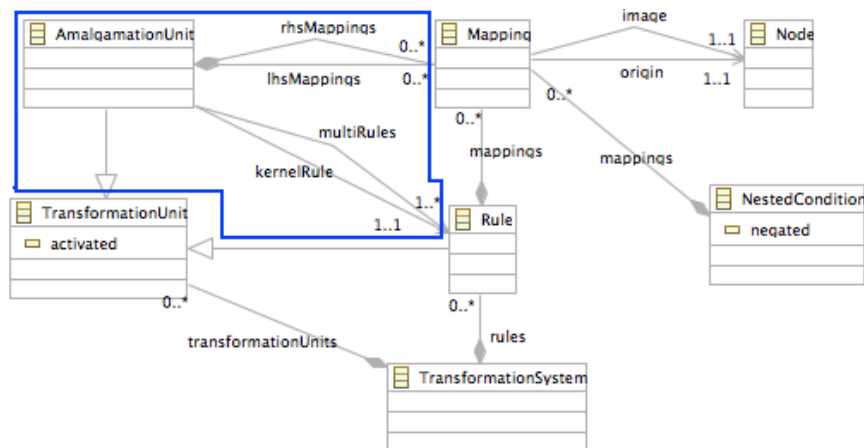 image
AmalgamationUnit
rhsMappings
0..*
Mapping
1..1
Node
lhsMappings
0..*
origin
1..1
0..*
0..*
multiRules
mappings
mappings
kernelRule
1..*
TransformationUnit
1..1
Rule
NestedCondition
activated
negated
0..*
0..*
transformationUnits
rules
TransformationSystem